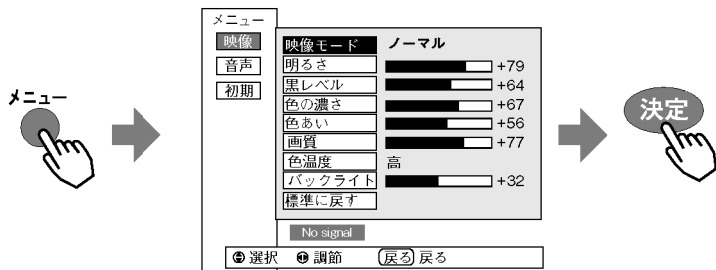 メニュー
メニュー
映像
音声
初期
映像モード ノーマル
明るさ +79
黒レベル +64
色の濃さ +67
色あい +56
画質 +77
色温度 高
バックライト +32
標準に戻す
No signal
選択 調節 戻る 戻る
決定